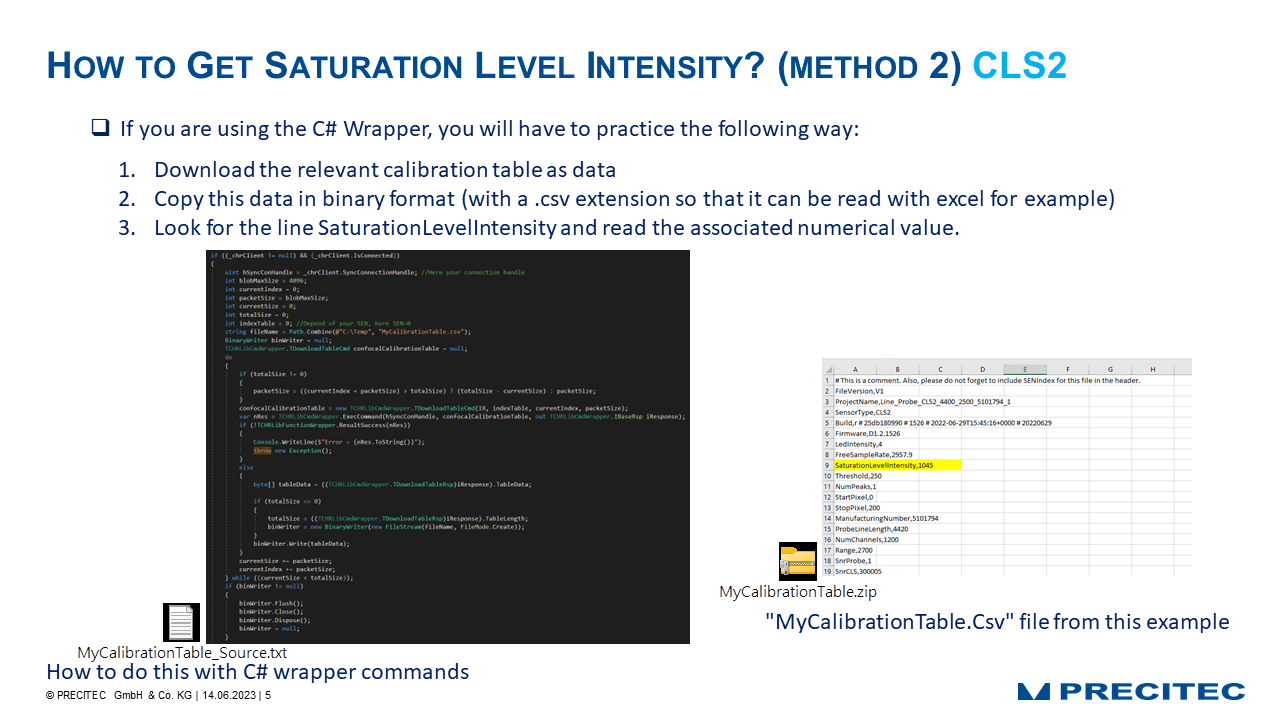 HOW TO GET SATURATION LEVEL INTENSITY? (METHOD 2) CLS2
If you are using the C# Wrapper, you will have to practice the following way:
1. Download the relevant calibration table as data
2. Copy this data in binary format (with a .csv extension so that it can be read with excel for example)
3. Look for the line SaturationLevelIntensity and read the associated numerical value.
if ((_chrClient != null) && (_chrClient.IsConnected))
{
uint hSyncConHandle = _chrClient.SyncConnectionHandle; //Here your connection handle
int blobMaxSize = 4096;
int currentIndex = 0;
int packetSize = blobMaxSize;
int currentSize = 0;
int totalSize = 0;
int indexTable = 0; //Depend of your SEN, here SEN=0
string fileName = Path.Combine(@"C:\Temp", "MyCalibrationTable.csv");
BinaryWriter binWriter = null;
TCHRLibCmdWrapper.TDownloadTableCmd confocalCalibrationTable = null;
do
{
if (totalSize != 0)
{
packetSize = ((currentIndex + packetSize) > totalSize) ? (totalSize - currentSize) : packetSize;
}
confocalCalibrationTable = new TCHRLibCmdWrapper.TDownloadTableCmd(18, indexTable, currentIndex, packetSize);
var nRes = TCHRLibCmdWrapper.ExecCommand(hSyncConHandle, confocalCalibrationTable, out TCHRLibCmdWrapper.IBaseRsp iResponse);
if (!TCHRLibFunctionWrapper.ResultSuccess(nRes))
{
Console.WriteLine($"Error = {nRes.ToString()}");
throw new Exception();
}
else
{
byte[] tableData = ((TCHRLibCmdWrapper.TDownloadTableRsp)iResponse).TableData;
if (totalSize == 0)
{
totalSize = ((TCHRLibCmdWrapper.TDownloadTableRsp)iResponse).TableLength;
binWriter = new BinaryWriter(new FileStream(fileName, FileMode.Create));
}
binWriter.Write(tableData);
}
currentSize += packetSize;
currentIndex += packetSize;
} while ((currentSize < totalSize));
if (binWriter != null)
{
binWriter.Flush();
binWriter.Close();
binWriter.Dispose();
binWriter = null;
}
MyCalibrationTable_Source.txt
How to do this with C# wrapper commands
A B C D E F G H
1 # This is a comment. Also, please do not forget to include SENIndex for this file in the header.
2 FileVersion,V1
3 ProjectName,Line_Probe_CLS2_4400_2500_5101794_1
4 SensorType,CLS2
5 Build,r # 25db180990 # 1526 # 2022-06-29T15:45:16+0000 # 20220629
6 Firmware,D1.2.1526
7 LedIntensity,4
8 FreeSampleRate,2957.9
9 SaturationLevelIntensity,1045
10 Threshold,250
11 NumPeaks,1
12 StartPixel,0
13 StopPixel,200
14 ManufacturingNumber,5101794
15 ProbeLineLength,4420
16 NumChannels,1200
17 Range,2700
18 SnrProbe,1
19 SnrCLS,300005
MyCalibrationTable.zip
"MyCalibrationTable.Csv" file from this example
© PRECITEC GmbH & Co. KG | 14.06.2023 | 5
PRECITEC